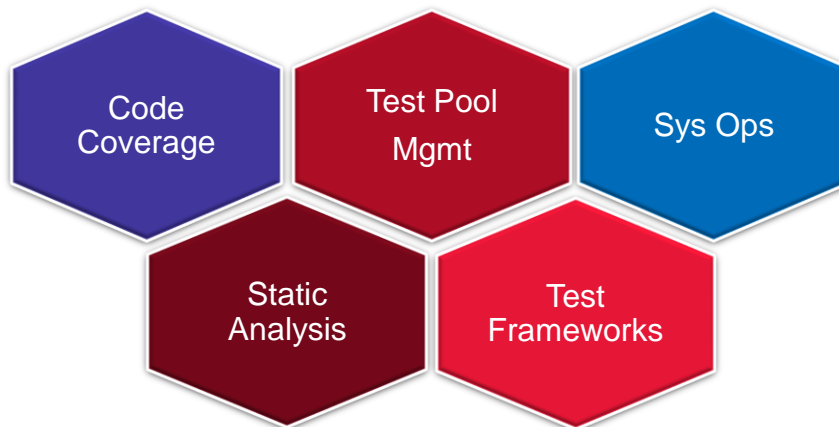 Code
Coverage
Test Pool
Mgmt
Sys Ops
Static
Analysis
Test
Frameworks